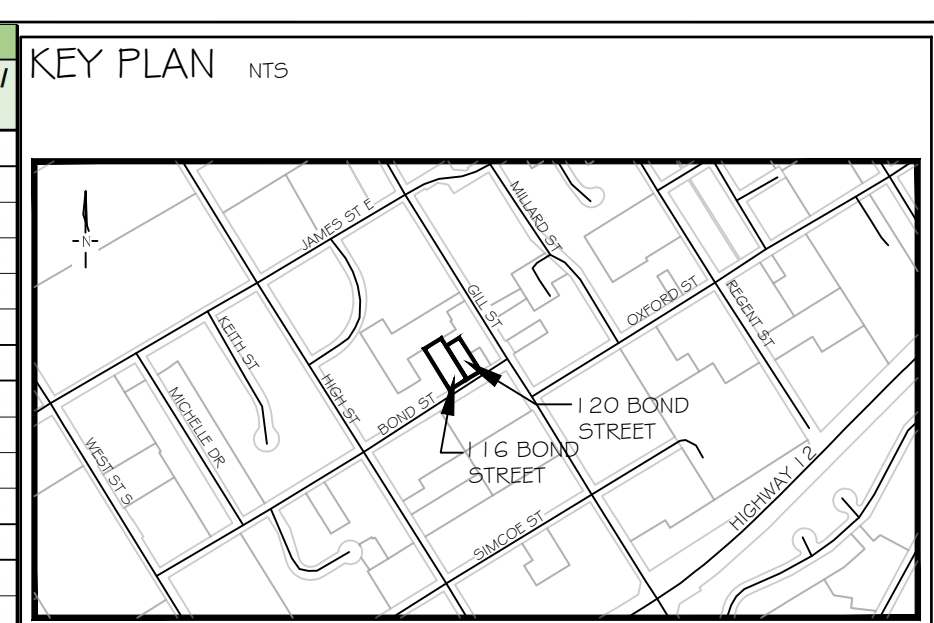 /
KEY PLAN NTS
MILLARD ST
JAMES ST E
N
GILL ST
OXFORD ST
REGENT ST
KEITH ST
HIGH ST
MICHELLE DR
BOND ST
120 BOND
STREET
116 BOND
STREET
WEST ST S
HIGHWAY 12
SIMCOE ST